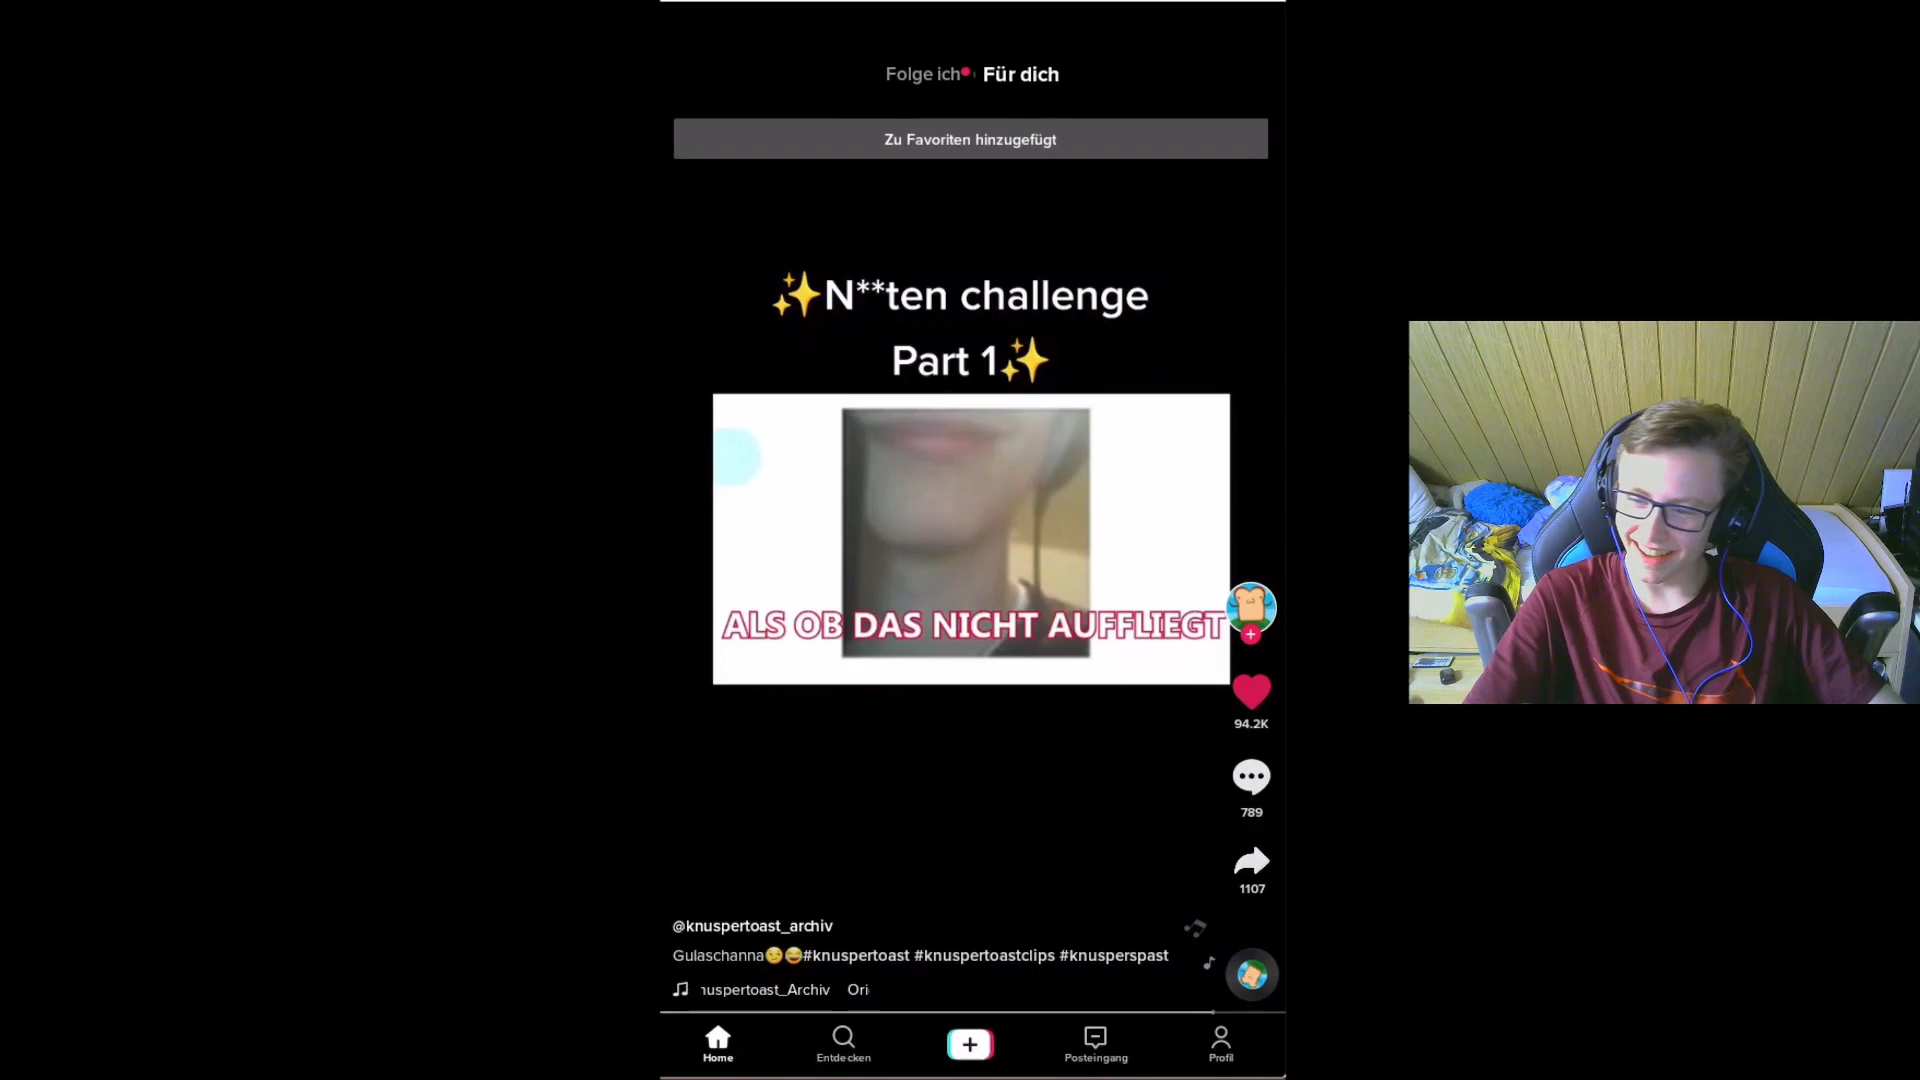 Folge ich Für dich
Zu Favoriten hinzugefügt
✨N**ten challenge
Part 1✨
ALS OB DAS NICHT AUFFLIEGT
94.2K
789
1107
@knuspertoast_archiv
Gulaschanna😏😂#knuspertoast #knuspertoastclips #knusperspast
nuspertoast_Archiv Ori
Home Entdecken Posteingang Profil